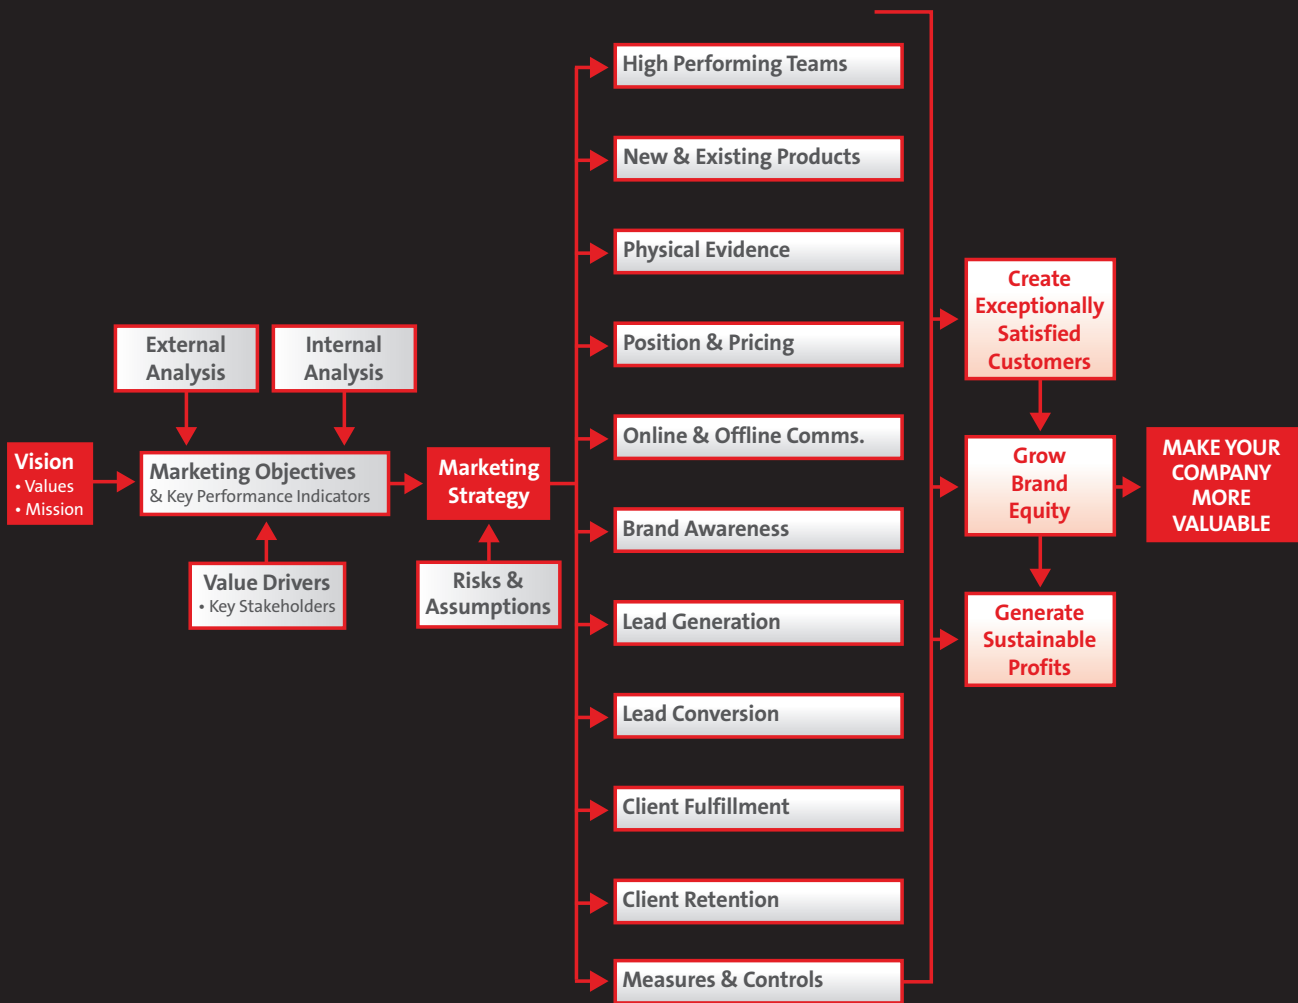 High Performing Teams
New & Existing Products
Physical Evidence
Position & Pricing
Online & Offline Comms.
Brand Awareness
Lead Generation
Lead Conversion
Client Fulfillment
Client Retention
Measures & Controls
External
Analysis
Internal
Analysis
Vision
• Values
• Mission
Marketing Objectives
& Key Performance Indicators
Marketing
Strategy
Value Drivers
• Key Stakeholders
Risks &
Assumptions
Create
Exceptionally
Satisfied
Customers
Grow
Brand
Equity
Generate
Sustainable
Profits
MAKE YOUR
COMPANY
MORE
VALUABLE